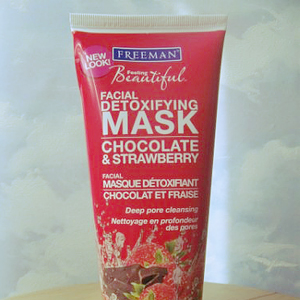 NEW
LOOK!
FREEMAN
Feeling
Beautiful
FACIAL
DETOXIFYING
MASK
CHOCOLATE
& STRAWBERRY
FACIAL
MASQUE DÉTOXIFIANT
CHOCOLAT ET FRAISE
Deep pore cleansing
Nettoyage en profondeur
des pores